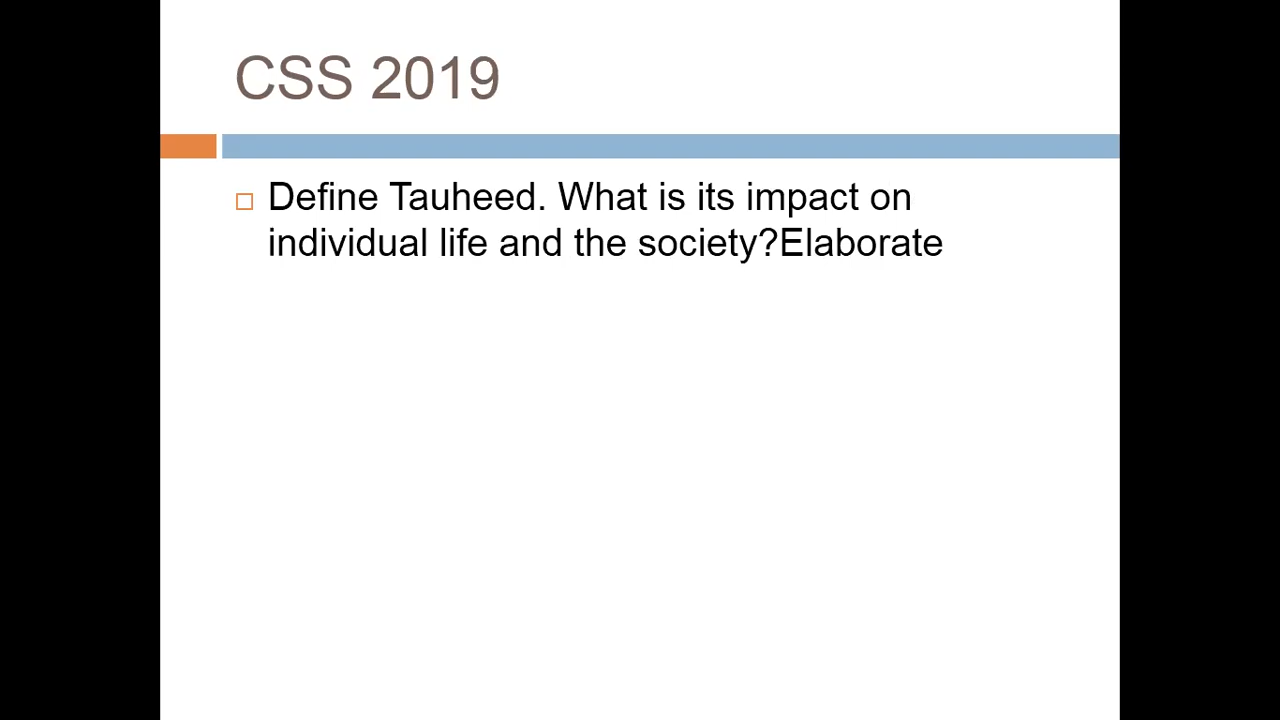 CSS 2019
Define Tauheed. What is its impact on
individual life and the society?Elaborate